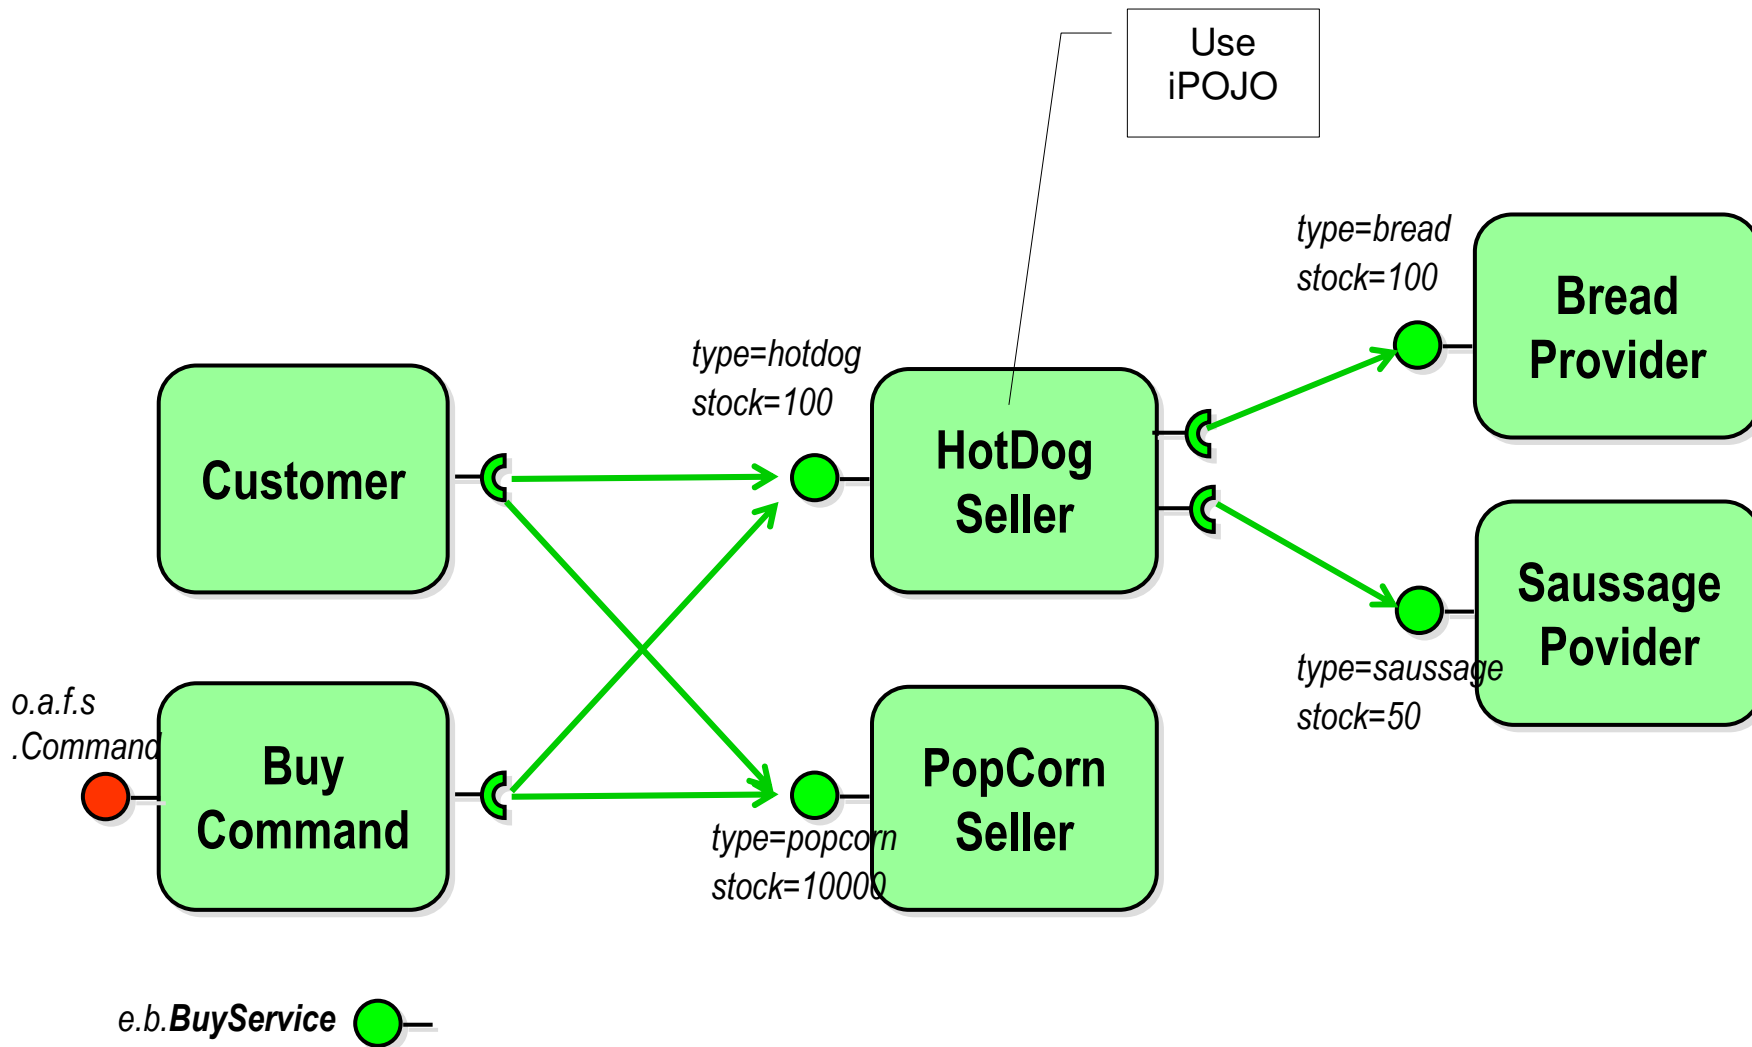 Use
iPOJO
type=bread
stock=100
Bread
Provider
type=hotdog
stock=100
Customer
HotDog
Seller
Saussage
Povider
type=saussage
stock=50
o.a.f.s
.Command
Buy
Command
PopCorn
Seller
type=popcorn
stock=10000
e.b.BuyService